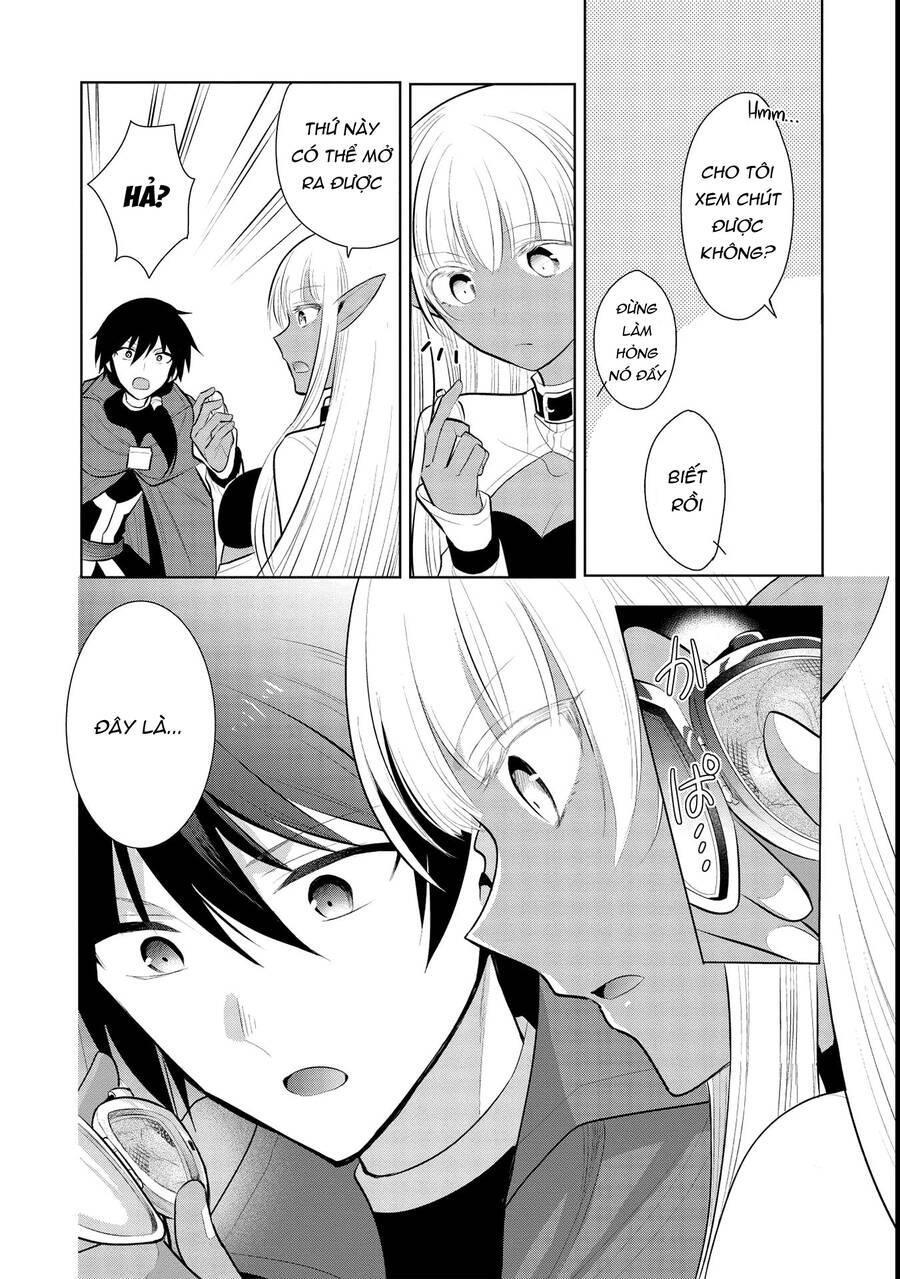 Hmm...
CHO TÔI
XEM CHÚT
ĐƯỢC
KHÔNG?
ĐỪNG
LÀM
HỎNG
NÓ ĐẤY
BIẾT
RỒI
THỨ NÀY
CÓ THỂ MỞ
RA ĐƯỢC
HẢ?
かぱ...
ĐÂY LÀ...